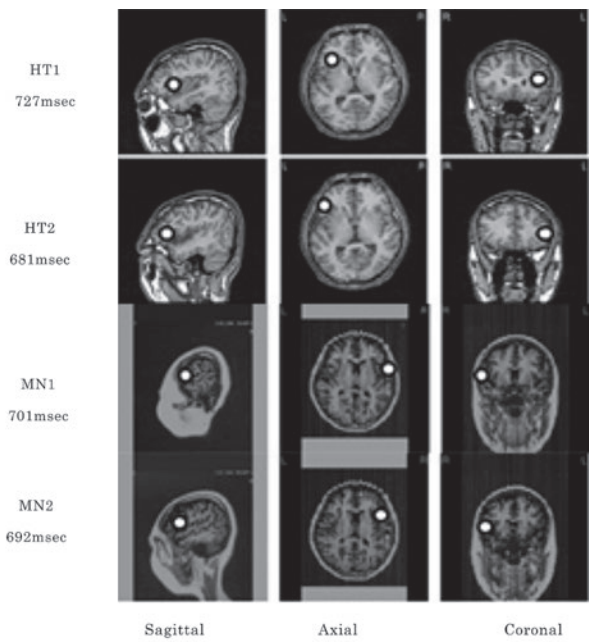 HT1
727msec
L
R
R
L
HT2
681msec
L
R
R
L
MN1
701msec
L
R
R
L
MN2
692msec
L
R
R
L
Sagittal
Axial
Coronal